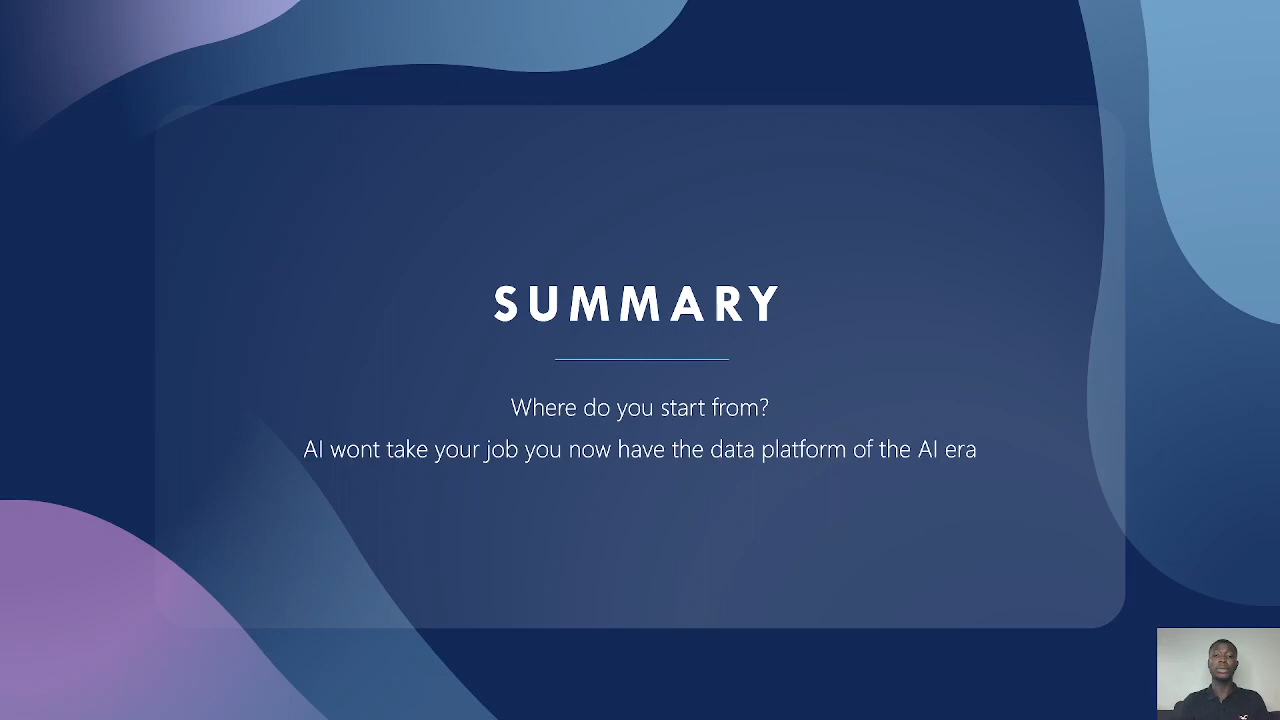 SUMMARY
Where do you start from?
AI wont take your job you now have the data platform of the AI era